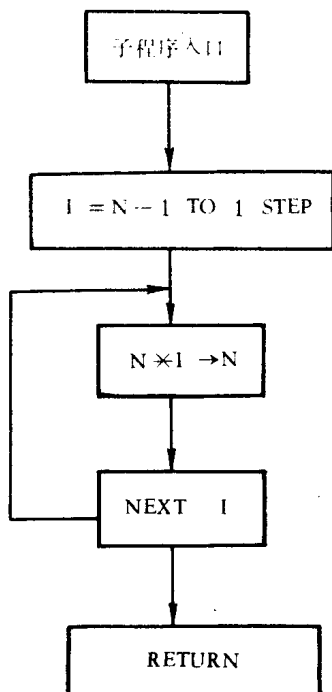 子程序入口
I = N - 1 TO 1 STEP
N * I → N
NEXT I
RETURN